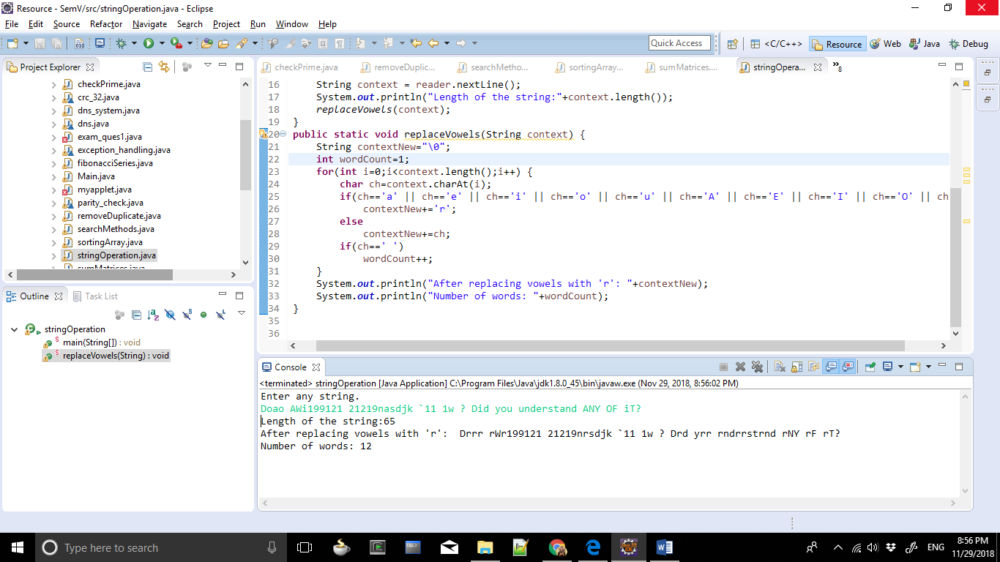 Resource - SemV/src/stringOperation.java - Eclipse
File Edit Source Refactor Navigate Search Project Run Window Help
Quick Access
<C/C++> Resource Web Java Debug
Project Explorer
checkPrime.java
crc_32.java
dns_system.java
dns.java
exam_ques1.java
exception_handling.java
fibonacciSeries.java
Main.java
myapplet.java
parity_check.java
removeDuplicate.java
searchMethods.java
sortingArray.java
stringOperation.java
sumMatrices.java
Outline Task List
stringOperation
main(String[]) : void
replaceVowels(String) : void
checkPrime.java removeDuplic... searchMetho... sortingArray... sumMatrices.... stringOpera... »8
16 String context = reader.nextLine();
17 System.out.println("Length of the string:"+context.length());
18 replaceVowels(context);
19 }
20 public static void replaceVowels(String context) {
21 String contextNew="\0";
22 int wordCount=1;
23 for(int i=0;i<context.length();i++) {
24 char ch=context.charAt(i);
25 if(ch=='a' || ch=='e' || ch=='i' || ch=='o' || ch=='u' || ch=='A' || ch=='E' || ch=='I' || ch=='O' || ch
26 contextNew+='r';
27 else
28 contextNew+=ch;
29 if(ch==' ')
30 wordCount++;
31 }
32 System.out.println("After replacing vowels with 'r': "+contextNew);
33 System.out.println("Number of words: "+wordCount);
34 }
35
36
Console
<terminated> stringOperation [Java Application] C:\Program Files\Java\jdk1.8.0_45\bin\javaw.exe (Nov 29, 2018, 8:56:02 PM)
Enter any string.
Doao AWi199121 21219nasdjk `11 1w ? Did you understand ANY OF iT?
Length of the string:65
After replacing vowels with 'r':  Drrr rWr199121 21219nrsdjk `11 1w ? Drd yrr rndrrstrnd rNY rF rT?
Number of words: 12
Type here to search
ENG
8:56 PM
11/29/2018